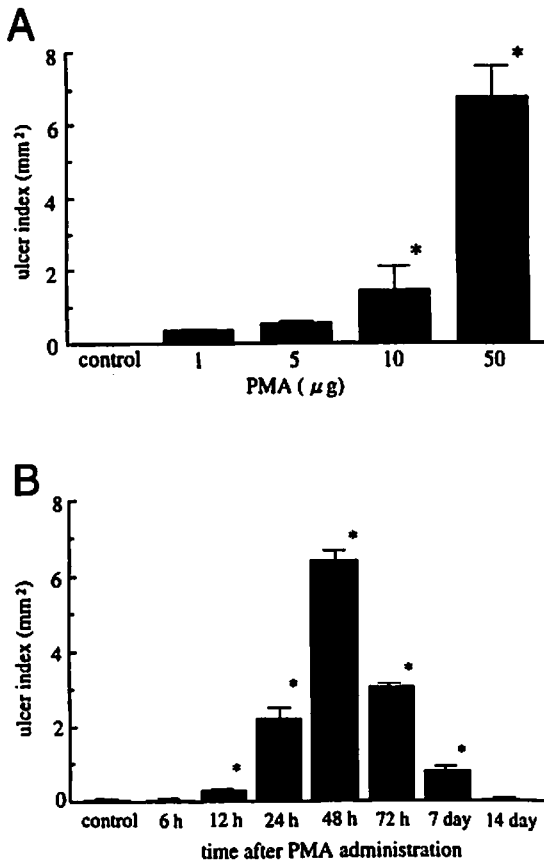 A
8
6
4
2
0
ulcer index (mm²)
*
*
control 1 5 10 50
PMA ( μg)
B
8
6
4
2
0
ulcer index (mm²)
*
*
*
*
*
control 6 h 12 h 24 h 48 h 72 h 7 day 14 day
time after PMA administration